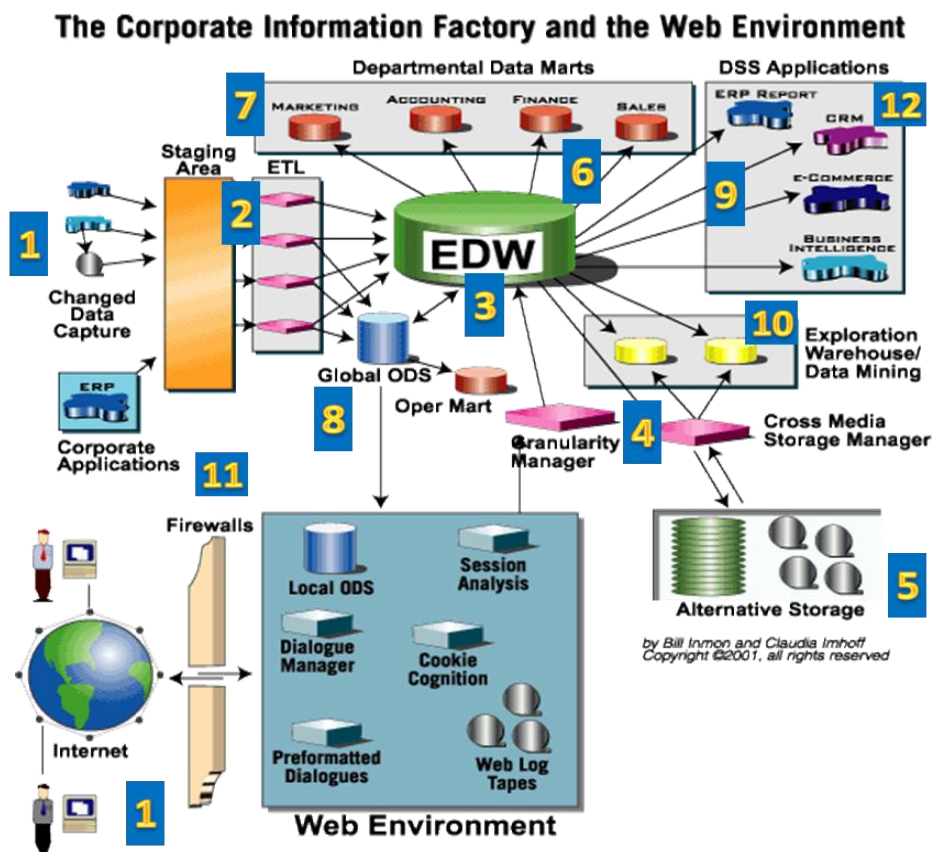 The Corporate Information Factory and the Web Environment
Departmental Data Marts
DSS Applications
7
MARKETING
ACCOUNTING
FINANCE
SALES
ERP REPORT
12
CRM
Staging
Area
ETL
6
9
e-COMMERCE
2
1
EDW
BUSINESS
INTELLIGENCE
3
Changed Data
Capture
10
Exploration
Warehouse/
Data Mining
Global ODS
ERP
Oper Mart
8
4
Granularity
Manager
Cross Media
Storage Manager
Corporate
Applications
11
Firewalls
Local ODS
Session
Analysis
5
Alternative Storage
Dialogue
Manager
Cookie
Cognition
by Bill Inmon and Claudia Imhoff
Copyright ©2001, all rights reserved
Internet
Preformatted
Dialogues
Web Log
Tapes
1
Web Environment